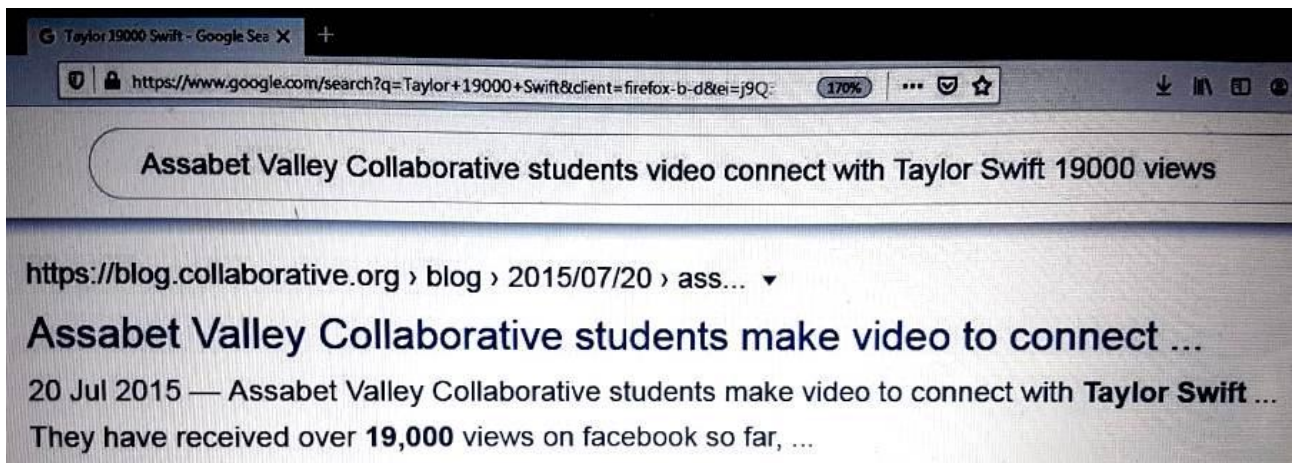 G Taylor 19000 Swift - Google Sea X +
https://www.google.com/search?q=Taylor+19000+Swift&client=firefox-b-d&ei=j9Q 170% ...
Assabet Valley Collaborative students video connect with Taylor Swift 19000 views
https://blog.collaborative.org › blog › 2015/07/20 › ass... ▼
Assabet Valley Collaborative students make video to connect ...
20 Jul 2015 — Assabet Valley Collaborative students make video to connect with Taylor Swift ...
They have received over 19,000 views on facebook so far, ...